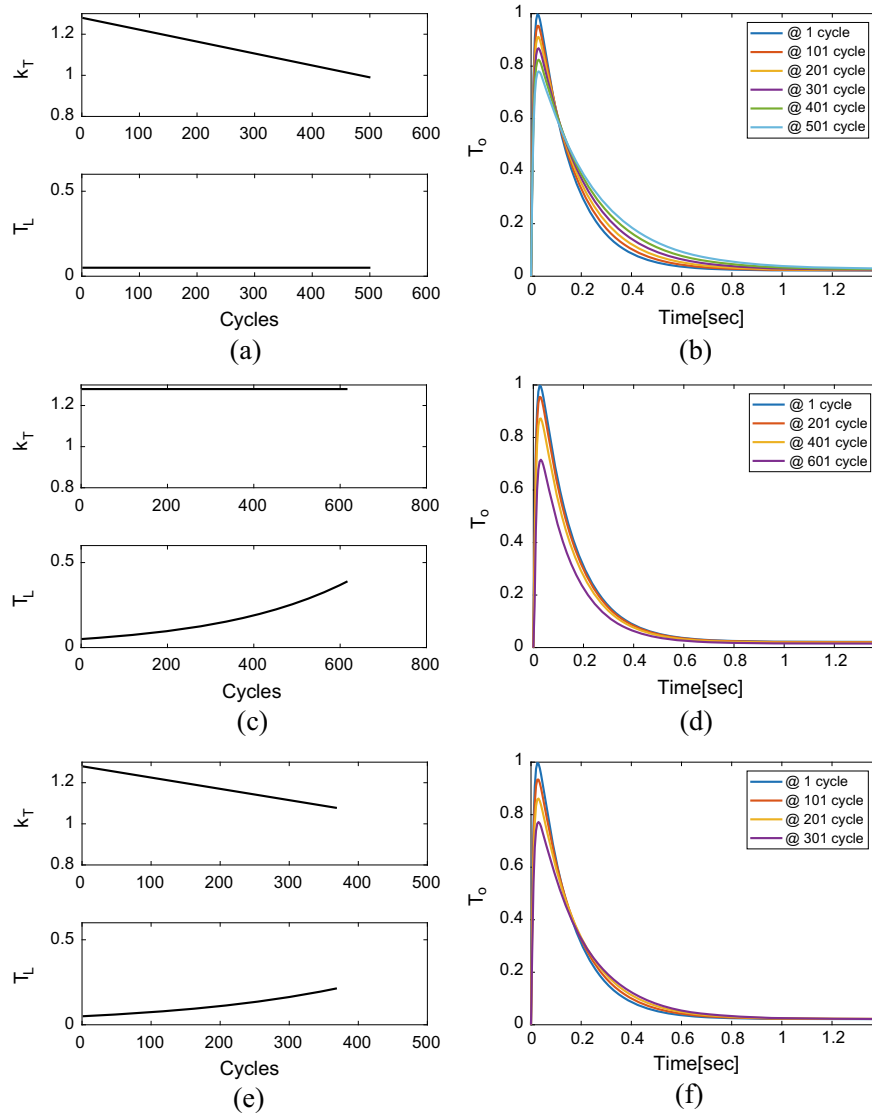 1.2
1
0.8
k_T
0 100 200 300 400 500 600
0.5
0
T_L
0 100 200 300 400 500 600
Cycles
(a)
1
0.8
0.6
0.4
0.2
0
T_o
@ 1 cycle
@ 101 cycle
@ 201 cycle
@ 301 cycle
@ 401 cycle
@ 501 cycle
0 0.2 0.4 0.6 0.8 1 1.2
Time[sec]
(b)
1.2
1
0.8
k_T
0 200 400 600 800
0.5
0
T_L
0 200 400 600 800
Cycles
(c)
1
0.8
0.6
0.4
0.2
0
T_o
@ 1 cycle
@ 201 cycle
@ 401 cycle
@ 601 cycle
0 0.2 0.4 0.6 0.8 1 1.2
Time[sec]
(d)
1.2
1
0.8
k_T
0 100 200 300 400 500
0.5
0
T_L
0 100 200 300 400 500
Cycles
(e)
1
0.8
0.6
0.4
0.2
0
T_o
@ 1 cycle
@ 101 cycle
@ 201 cycle
@ 301 cycle
0 0.2 0.4 0.6 0.8 1 1.2
Time[sec]
(f)